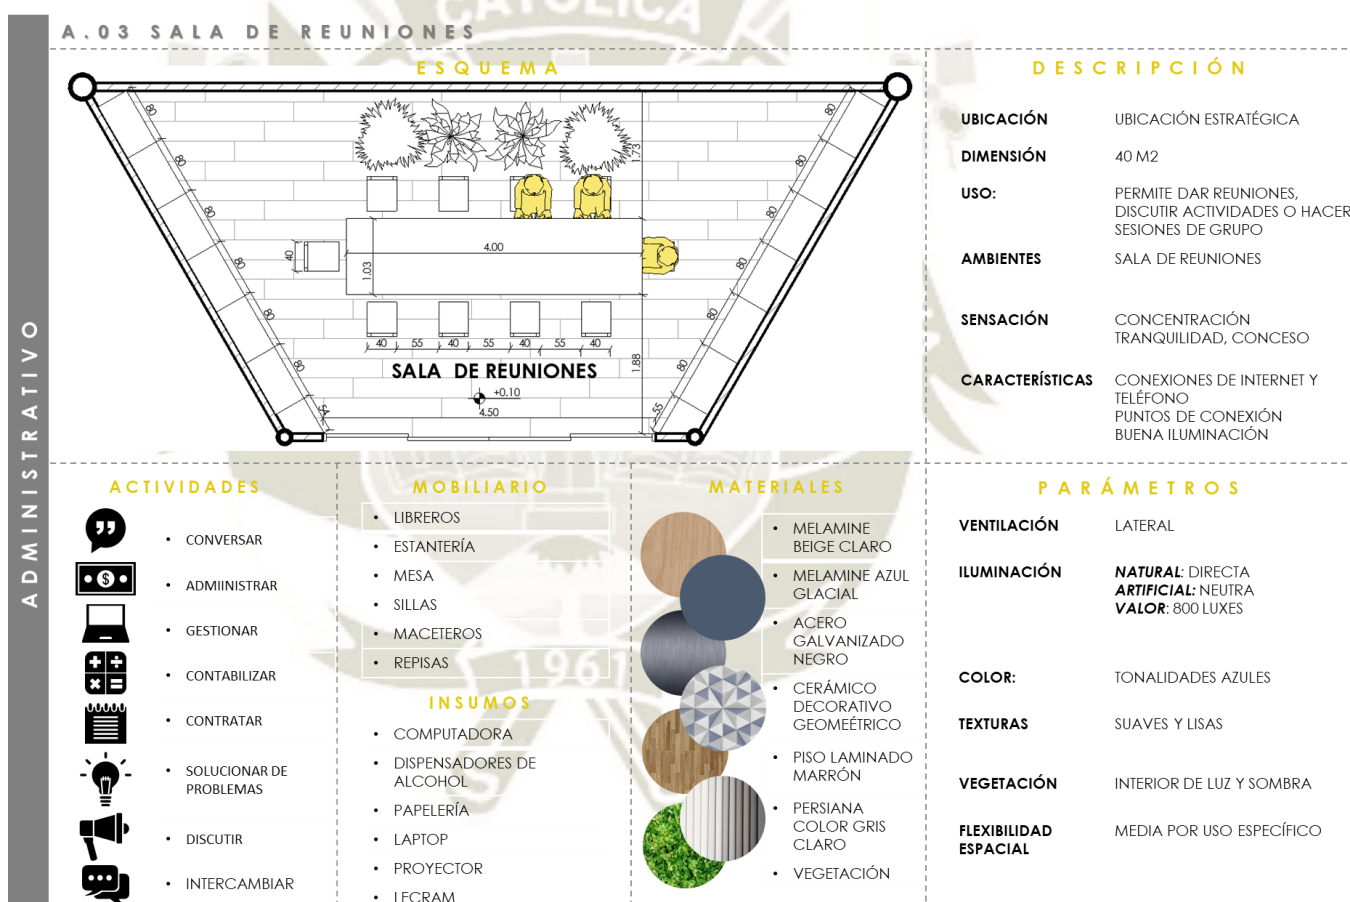 CATÓLICA
A.03 SALA DE REUNIONES
ADMINISTRATIVO
ESQUEMA
80
80
80
80
80
80
80
80
80
80
80
80
1.73
40
4.00
1.03
40
55
40
55
40
55
40
1.88
SALA DE REUNIONES
+0.10
4.50
54
55
DESCRIPCIÓN
UBICACIÓN UBICACIÓN ESTRATÉGICA
DIMENSIÓN 40 M2
USO: PERMITE DAR REUNIONES,
DISCUTIR ACTIVIDADES O HACER
SESIONES DE GRUPO
AMBIENTES SALA DE REUNIONES
SENSACIÓN CONCENTRACIÓN
TRANQUILIDAD, CONCESO
CARACTERÍSTICAS CONEXIONES DE INTERNET Y
TELÉFONO
PUNTOS DE CONEXIÓN
BUENA ILUMINACIÓN
ACTIVIDADES
• CONVERSAR
• ADMIINISTRAR
• GESTIONAR
• CONTABILIZAR
• CONTRATAR
• SOLUCIONAR DE
PROBLEMAS
• DISCUTIR
• INTERCAMBIAR
MOBILIARIO
• LIBREROS
• ESTANTERÍA
• MESA
• SILLAS
• MACETEROS
• REPISAS
1961
INSUMOS
• COMPUTADORA
• DISPENSADORES DE
ALCOHOL
• PAPELERÍA
• LAPTOP
• PROYECTOR
• LECRAM
MATERIALES
• MELAMINE
BEIGE CLARO
• MELAMINE AZUL
GLACIAL
• ACERO
GALVANIZADO
NEGRO
• CERÁMICO
DECORATIVO
GEOMEÉTRICO
• PISO LAMINADO
MARRÓN
• PERSIANA
COLOR GRIS
CLARO
• VEGETACIÓN
PARÁMETROS
VENTILACIÓN LATERAL
ILUMINACIÓN NATURAL: DIRECTA
ARTIFICIAL: NEUTRA
VALOR: 800 LUXES
COLOR: TONALIDADES AZULES
TEXTURAS SUAVES Y LISAS
VEGETACIÓN INTERIOR DE LUZ Y SOMBRA
FLEXIBILIDAD MEDIA POR USO ESPECÍFICO
ESPACIAL